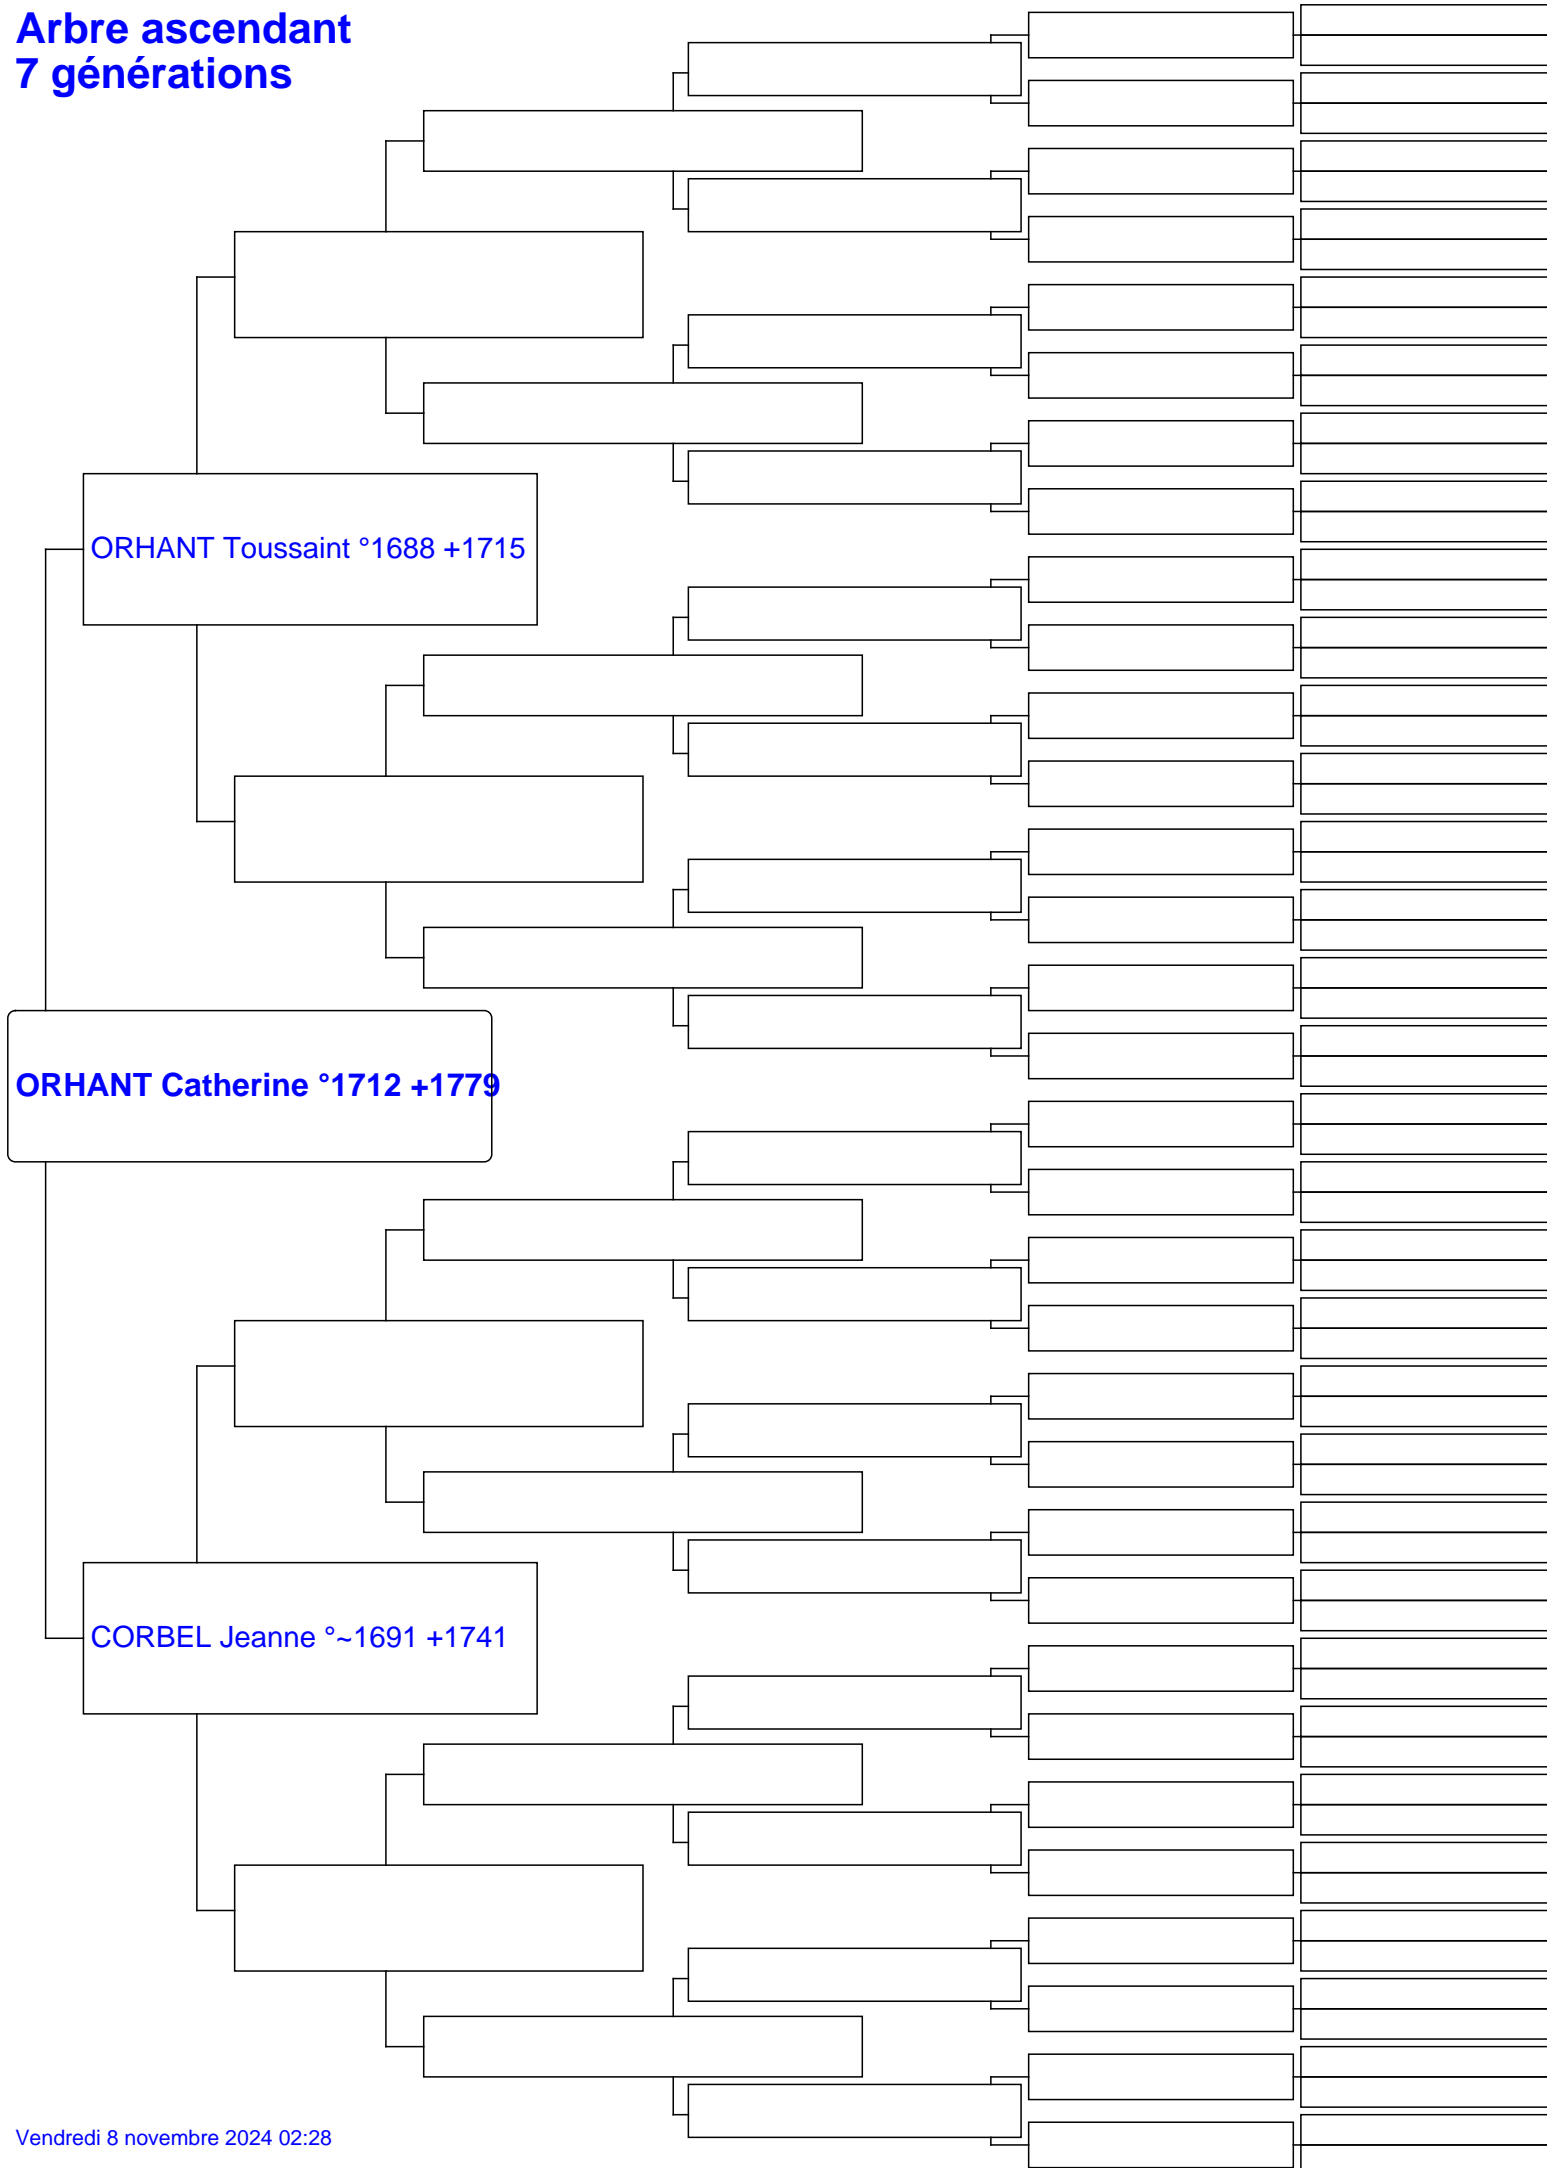 Arbre ascendant
7 générations
ORHANT Toussaint °1688 +1715
ORHANT Catherine °1712 +1779
CORBEL Jeanne °~1691 +1741
Vendredi 8 novembre 2024 02:28